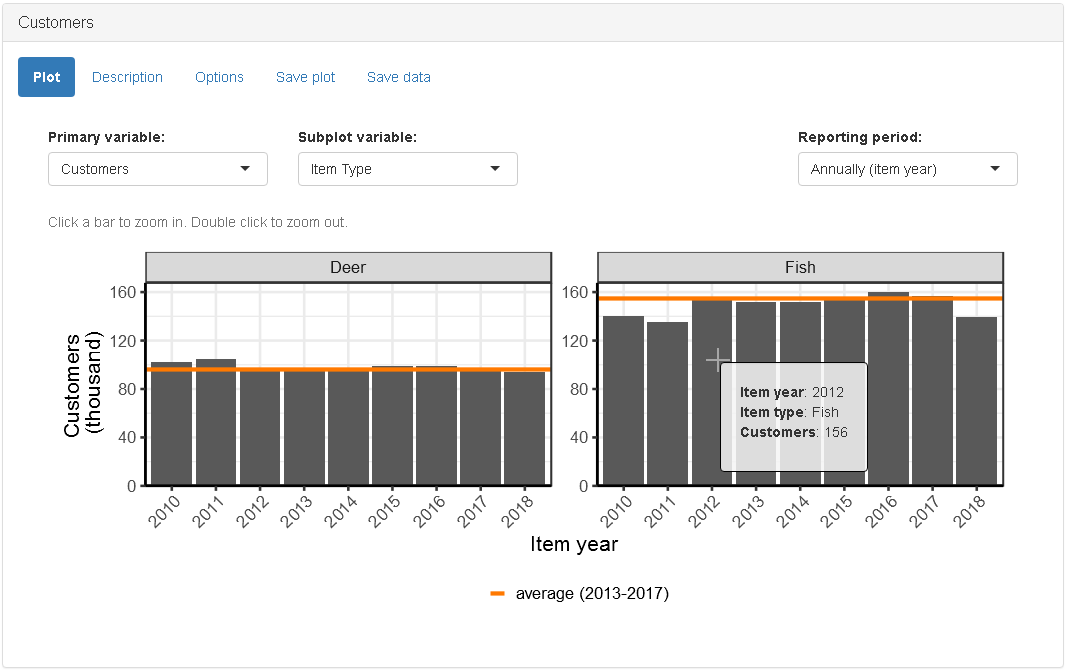 Customers
Plot Description Options Save plot Save data
Primary variable: Subplot variable: Reporting period:
Customers Item Type Annually (item year)
Click a bar to zoom in. Double click to zoom out.
Deer Fish
160 160
120 120
80 80
40 40
0 0
Customers
(thousand)
Item year: 2012
Item type: Fish
Customers: 156
2010 2011 2012 2013 2014 2015 2016 2017 2018 2010 2011 2012 2013 2014 2015 2016 2017 2018
Item year
average (2013-2017)